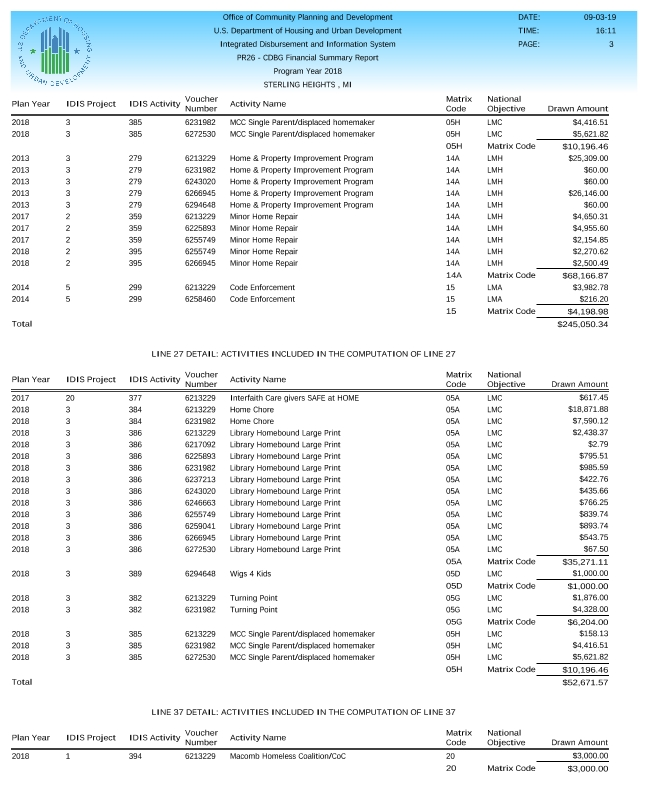 U.S. DEPARTMENT OF HOUSING
AND URBAN DEVELOPMENT
Office of Community Planning and Development DATE: 09-03-19
U.S. Department of Housing and Urban Development TIME: 16:11
Integrated Disbursement and Information System PAGE: 3
PR26 - CDBG Financial Summary Report
Program Year 2018
STERLING HEIGHTS , MI
Plan Year IDIS Project IDIS Activity Voucher Number Activity Name Matrix Code National Objective Drawn Amount
2018 3 385 6231982 MCC Single Parent/displaced homemaker 05H LMC $4,416.51
2018 3 385 6272530 MCC Single Parent/displaced homemaker 05H LMC $5,621.82
05H Matrix Code $10,196.46
2013 3 279 6213229 Home & Property Improvement Program 14A LMH $25,309.00
2013 3 279 6231982 Home & Property Improvement Program 14A LMH $60.00
2013 3 279 6243020 Home & Property Improvement Program 14A LMH $60.00
2013 3 279 6266945 Home & Property Improvement Program 14A LMH $26,146.00
2013 3 279 6294648 Home & Property Improvement Program 14A LMH $60.00
2017 2 359 6213229 Minor Home Repair 14A LMH $4,650.31
2017 2 359 6225893 Minor Home Repair 14A LMH $4,955.60
2017 2 359 6255749 Minor Home Repair 14A LMH $2,154.85
2018 2 395 6255749 Minor Home Repair 14A LMH $2,270.62
2018 2 395 6266945 Minor Home Repair 14A LMH $2,500.49
14A Matrix Code $68,166.87
2014 5 299 6213229 Code Enforcement 15 LMA $3,982.78
2014 5 299 6258460 Code Enforcement 15 LMA $216.20
15 Matrix Code $4,198.98
Total $245,050.34
LINE 27 DETAIL: ACTIVITIES INCLUDED IN THE COMPUTATION OF LINE 27
Plan Year IDIS Project IDIS Activity Voucher Number Activity Name Matrix Code National Objective Drawn Amount
2017 20 377 6213229 Interfaith Care givers SAFE at HOME 05A LMC $617.45
2018 3 384 6213229 Home Chore 05A LMC $18,871.88
2018 3 384 6231982 Home Chore 05A LMC $7,590.12
2018 3 386 6213229 Library Homebound Large Print 05A LMC $2,438.37
2018 3 386 6217092 Library Homebound Large Print 05A LMC $2.79
2018 3 386 6225893 Library Homebound Large Print 05A LMC $795.51
2018 3 386 6231982 Library Homebound Large Print 05A LMC $985.59
2018 3 386 6237213 Library Homebound Large Print 05A LMC $422.76
2018 3 386 6243020 Library Homebound Large Print 05A LMC $435.66
2018 3 386 6246663 Library Homebound Large Print 05A LMC $766.25
2018 3 386 6255749 Library Homebound Large Print 05A LMC $839.74
2018 3 386 6259041 Library Homebound Large Print 05A LMC $893.74
2018 3 386 6266945 Library Homebound Large Print 05A LMC $543.75
2018 3 386 6272530 Library Homebound Large Print 05A LMC $67.50
05A Matrix Code $35,271.11
2018 3 389 6294648 Wigs 4 Kids 05D LMC $1,000.00
05D Matrix Code $1,000.00
2018 3 382 6213229 Turning Point 05G LMC $1,876.00
2018 3 382 6231982 Turning Point 05G LMC $4,328.00
05G Matrix Code $6,204.00
2018 3 385 6213229 MCC Single Parent/displaced homemaker 05H LMC $158.13
2018 3 385 6231982 MCC Single Parent/displaced homemaker 05H LMC $4,416.51
2018 3 385 6272530 MCC Single Parent/displaced homemaker 05H LMC $5,621.82
05H Matrix Code $10,196.46
Total $52,671.57
LINE 37 DETAIL: ACTIVITIES INCLUDED IN THE COMPUTATION OF LINE 37
Plan Year IDIS Project IDIS Activity Voucher Number Activity Name Matrix Code National Objective Drawn Amount
2018 1 394 6213229 Macomb Homeless Coalition/CoC 20 $3,000.00
20 Matrix Code $3,000.00